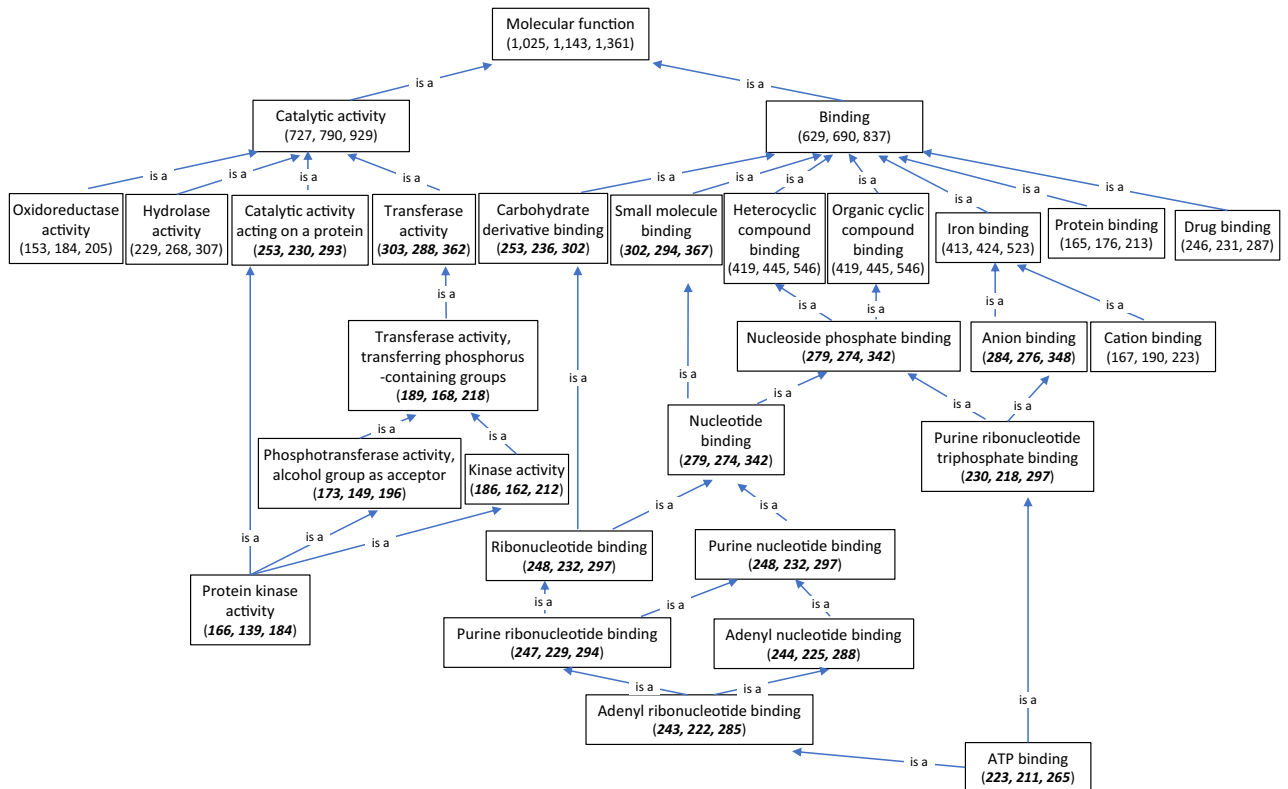 Molecular function
(1,025, 1,143, 1,361)
is a
is a
Catalytic activity
(727, 790, 929)
Binding
(629, 690, 837)
is a
is a
is a
is a
is a
is a
is a
is a
is a
is a
is a
Oxidoreductase
activity
(153, 184, 205)
Hydrolase
activity
(229, 268, 307)
Catalytic activity
acting on a protein
(253, 230, 293)
Transferase
activity
(303, 288, 362)
Carbohydrate
derivative binding
(253, 236, 302)
Small molecule
binding
(302, 294, 367)
Heterocyclic
compound
binding
(419, 445, 546)
Organic cyclic
compound
binding
(419, 445, 546)
Iron binding
(413, 424, 523)
Protein binding
(165, 176, 213)
Drug binding
(246, 231, 287)
is a
is a
is a
is a
is a
Transferase activity,
transferring phosphorus
-containing groups
(189, 168, 218)
Nucleoside phosphate binding
(279, 274, 342)
Anion binding
(284, 276, 348)
Cation binding
(167, 190, 223)
is a
is a
is a
is a
is a
is a
is a
Nucleotide
binding
(279, 274, 342)
Purine ribonucleotide
triphosphate binding
(230, 218, 297)
Phosphotransferase activity,
alcohol group as acceptor
(173, 149, 196)
Kinase activity
(186, 162, 212)
is a
is a
is a
is a
is a
Ribonucleotide binding
(248, 232, 297)
Purine nucleotide binding
(248, 232, 297)
Protein kinase
activity
(166, 139, 184)
is a
is a
is a
Purine ribonucleotide binding
(247, 229, 294)
Adenyl nucleotide binding
(244, 225, 288)
is a
is a
is a
Adenyl ribonucleotide binding
(243, 222, 285)
is a
ATP binding
(223, 211, 265)